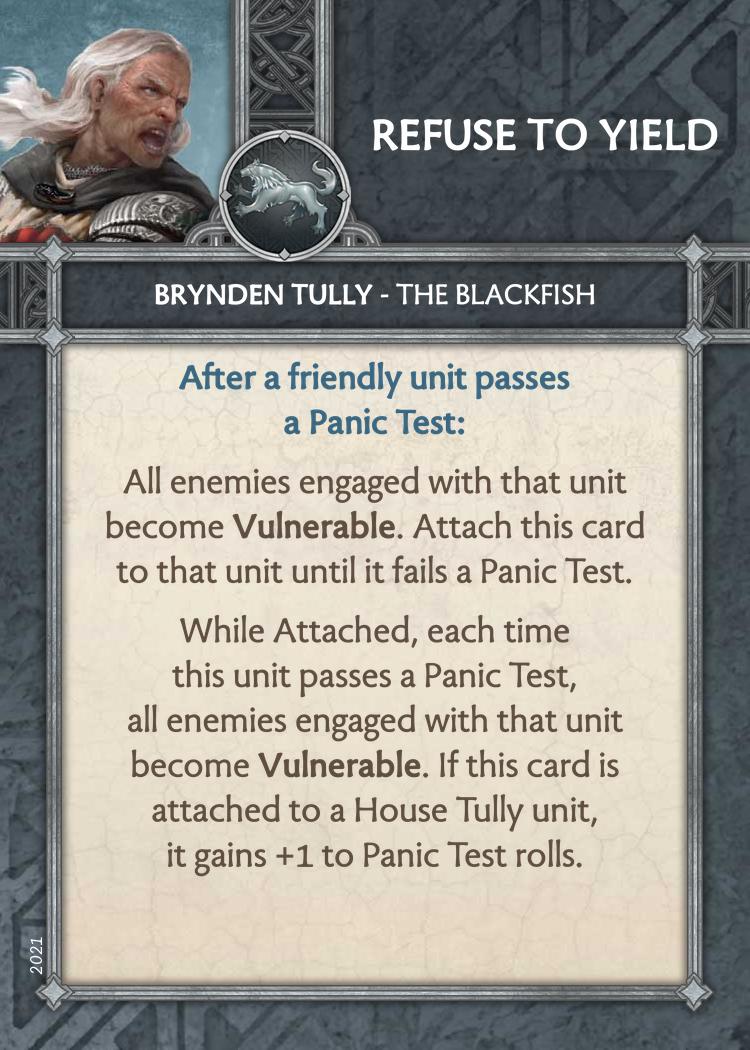 REFUSE TO YIELD
BRYNDEN TULLY - THE BLACKFISH
After a friendly unit passes
a Panic Test:
All enemies engaged with that unit
become Vulnerable. Attach this card
to that unit until it fails a Panic Test.
While Attached, each time
this unit passes a Panic Test,
all enemies engaged with that unit
become Vulnerable. If this card is
attached to a House Tully unit,
it gains +1 to Panic Test rolls.
2021